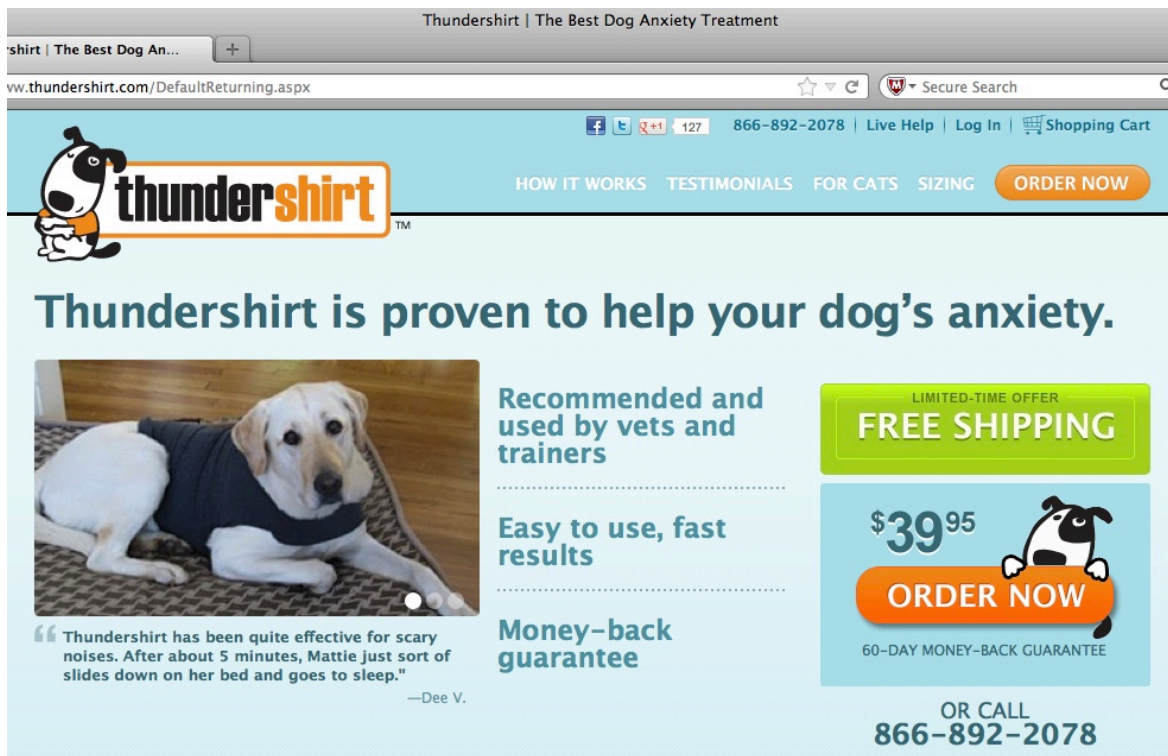 Thundershirt | The Best Dog Anxiety Treatment
rshirt | The Best Dog An...
ww.thundershirt.com/DefaultReturning.aspx
Secure Search
f t g+1 127 866-892-2078 | Live Help | Log In | Shopping Cart
thundershirt TM
HOW IT WORKS TESTIMONIALS FOR CATS SIZING ORDER NOW
Thundershirt is proven to help your dog's anxiety.
Recommended and
used by vets and
trainers
Easy to use, fast
results
Money-back
guarantee
"Thundershirt has been quite effective for scary
noises. After about 5 minutes, Mattie just sort of
slides down on her bed and goes to sleep."
—Dee V.
LIMITED-TIME OFFER
FREE SHIPPING
$39 95
ORDER NOW
60-DAY MONEY-BACK GUARANTEE
OR CALL
866-892-2078